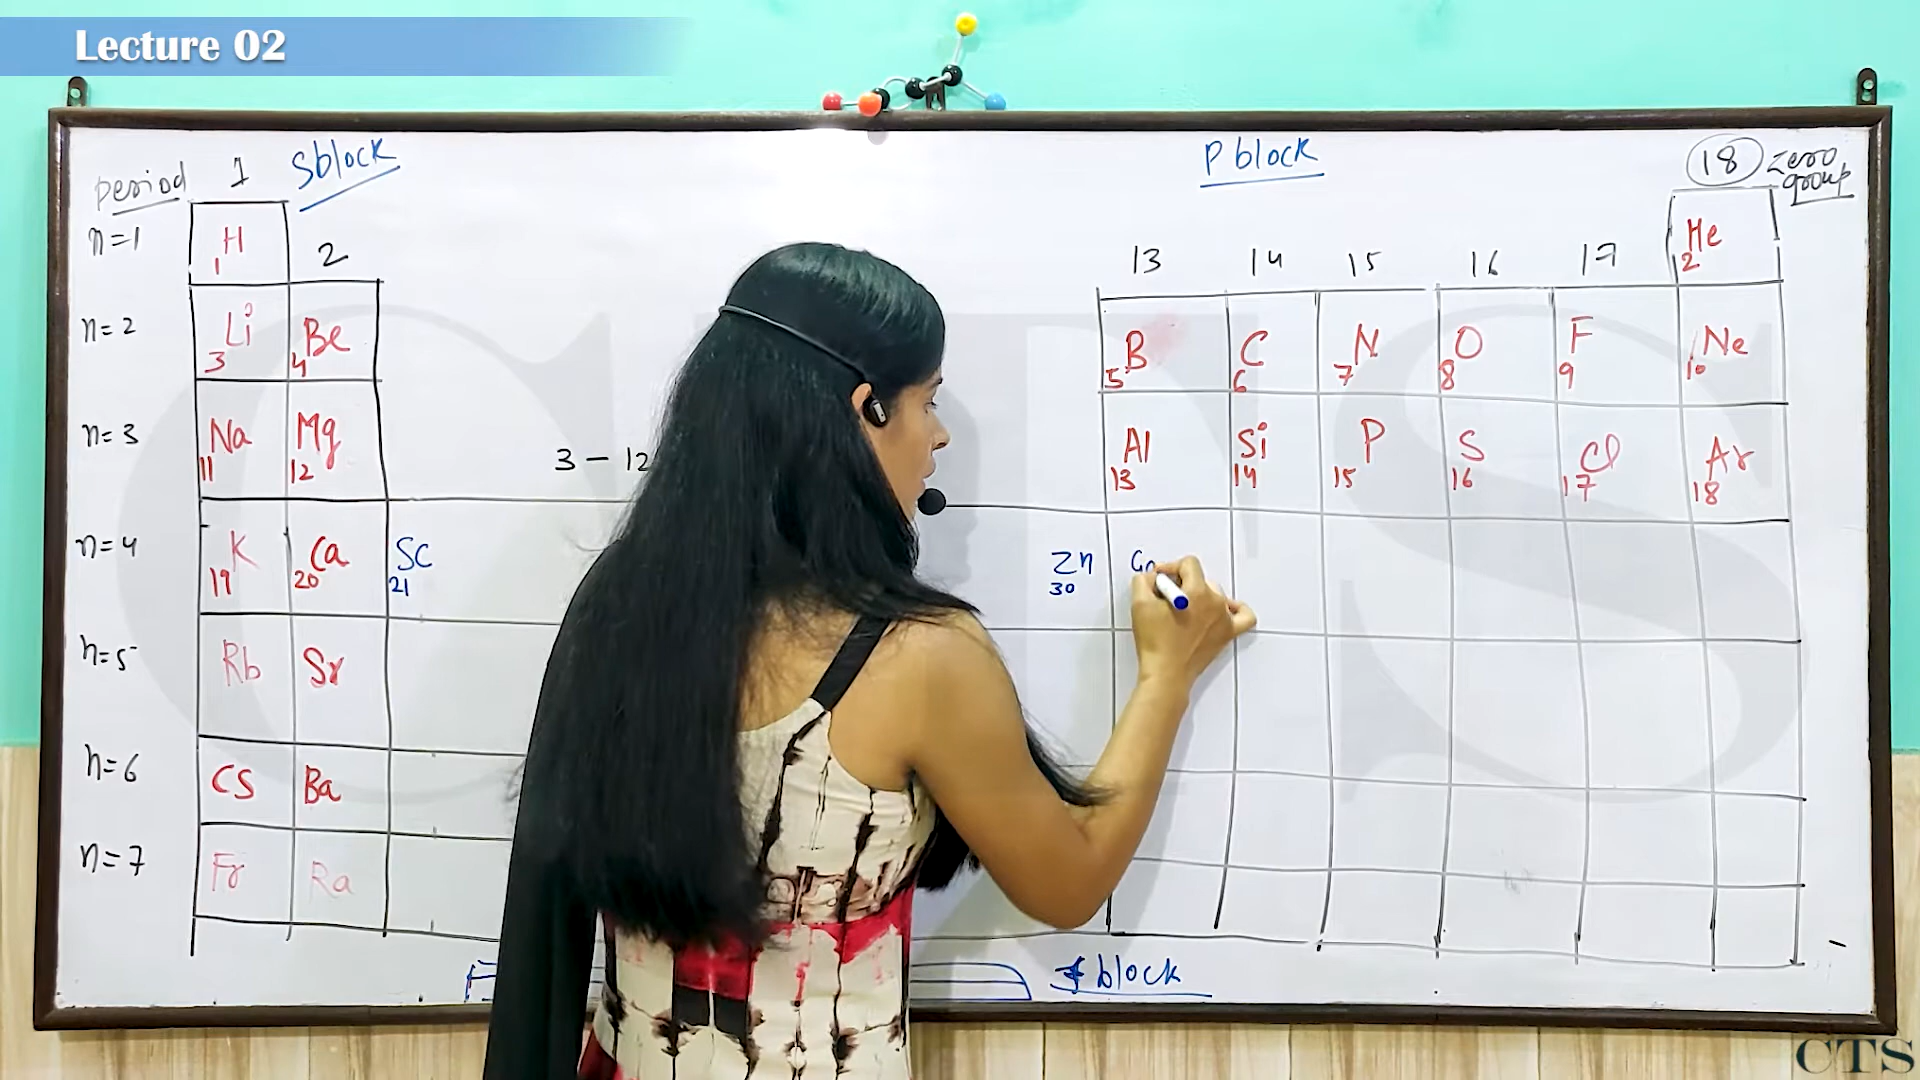 Lecture 02
period 1 S block P block 18 zero group
n=1 H 1 2 13 14 15 16 17 He 2
n=2 Li 3 Be 4 B 5 C 6 N 7 O 8 F 9 Ne 10
n=3 Na 11 Mg 12 3 – 12 Al 13 Si 14 P 15 S 16 Cl 17 Ar 18
n=4 K 19 Ca 20 Sc 21 Zn 30
n=5 Rb Sr
n=6 Cs Ba
n=7 Fr Ra
f block
CTS